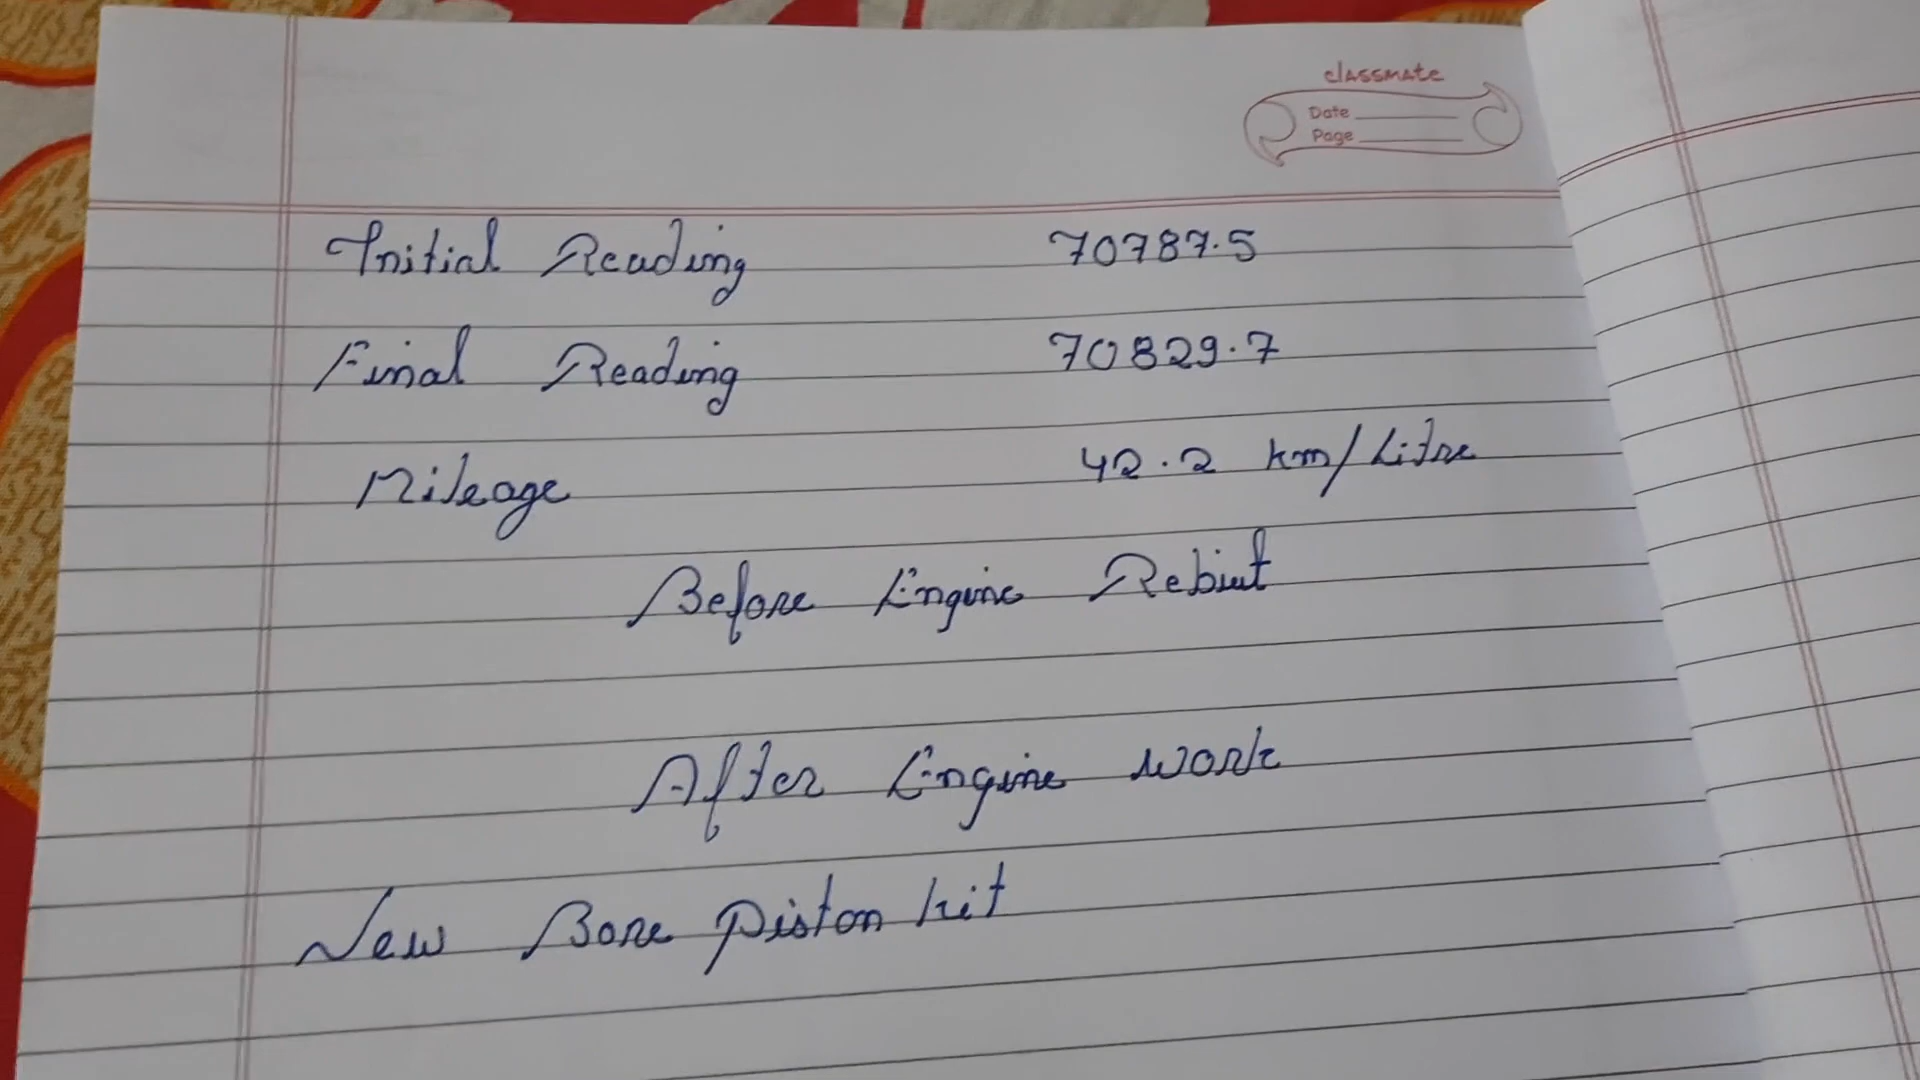 classmate
Date
Page
Initial Reading 70787.5
Final Reading 70829.7
Mileage 42.2 km/Litre
Before Engine Rebiut
After Engine work
New Bore piston kit